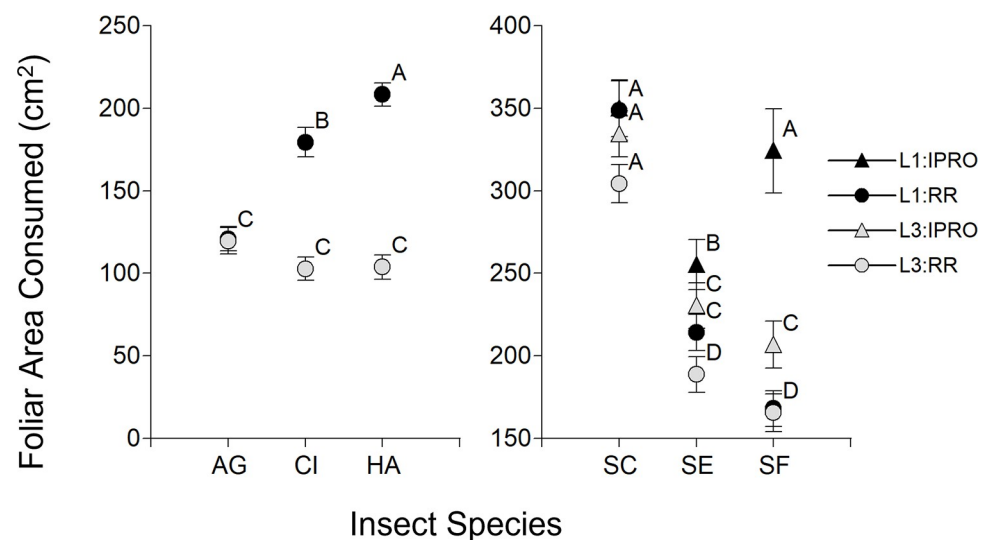 Foliar Area Consumed (cm²)
250
200
150
100
50
0
C
B
C
A
C
AG CI HA
400
350
300
250
200
150
A
A
A
B
C
C
D
A
C
D
SC SE SF
L1:IPRO
L1:RR
L3:IPRO
L3:RR
Insect Species